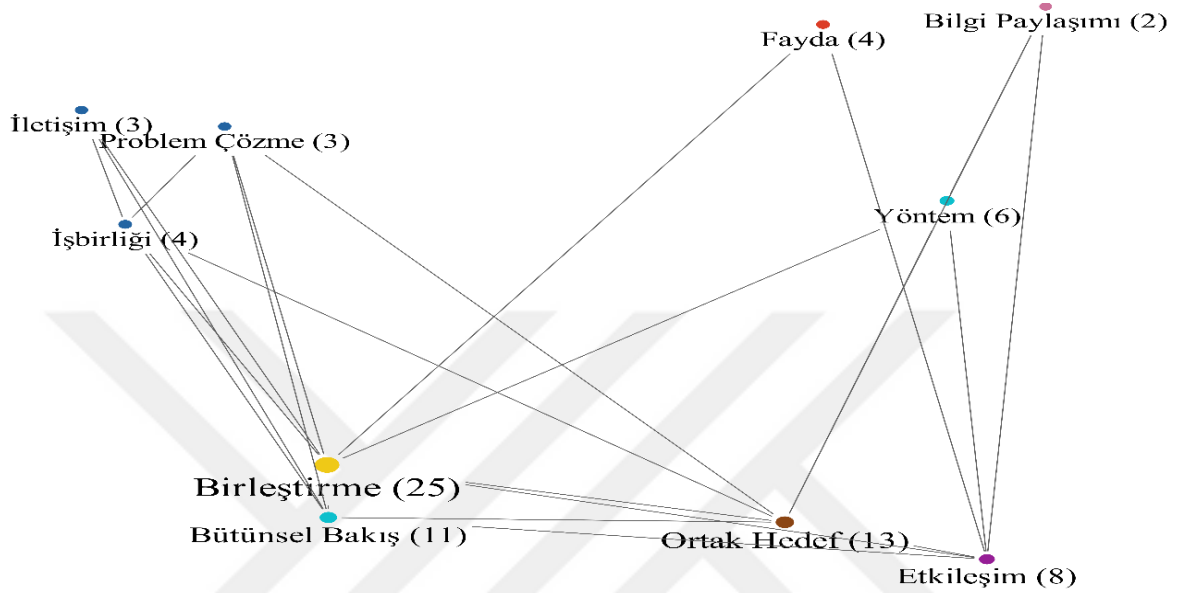 Bilgi Paylaşımı (2)
Fayda (4)
İletişim (3)
Problem Çözme (3)
Yöntem (6)
İşbirliği (4)
Birleştirme (25)
Bütünsel Bakış (11)
Ortak Hedef (13)
Etkileşim (8)